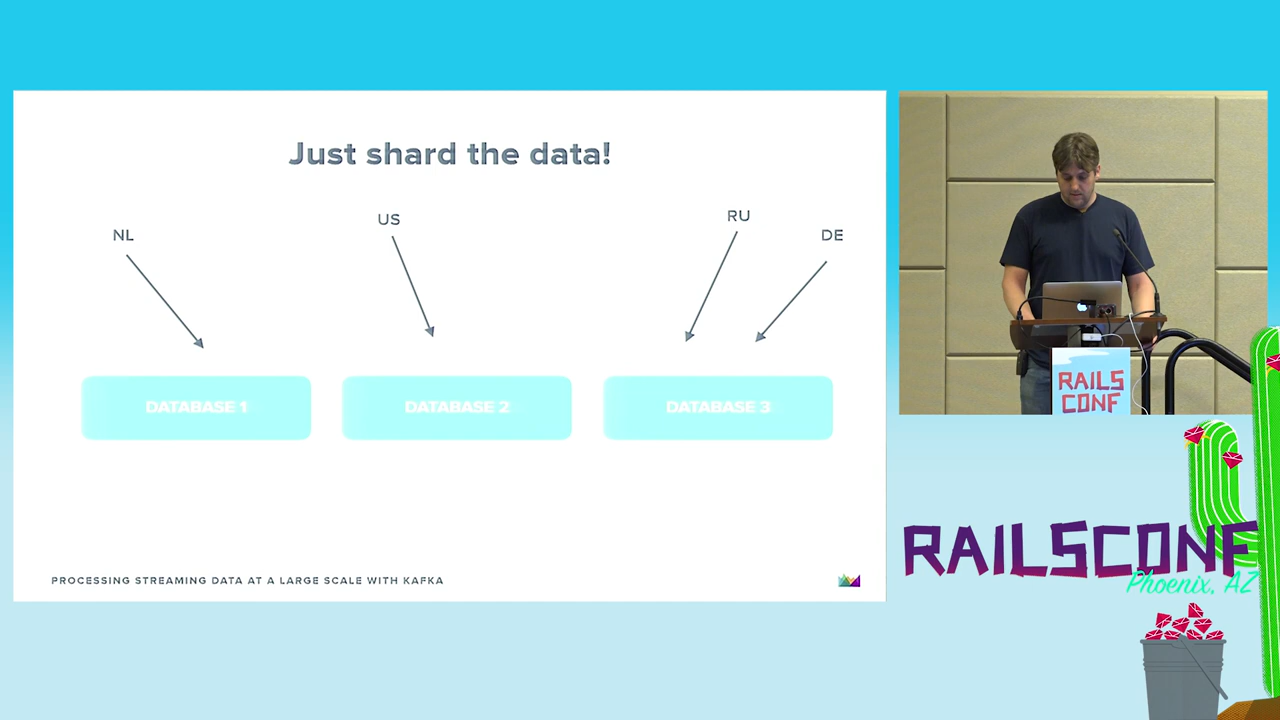 Just shard the data!
NL
US
RU
DE
DATABASE 1
DATABASE 2
DATABASE 3
PROCESSING STREAMING DATA AT A LARGE SCALE WITH KAFKA
RAILS
CONF
RAILSCONF
Phoenix, AZ